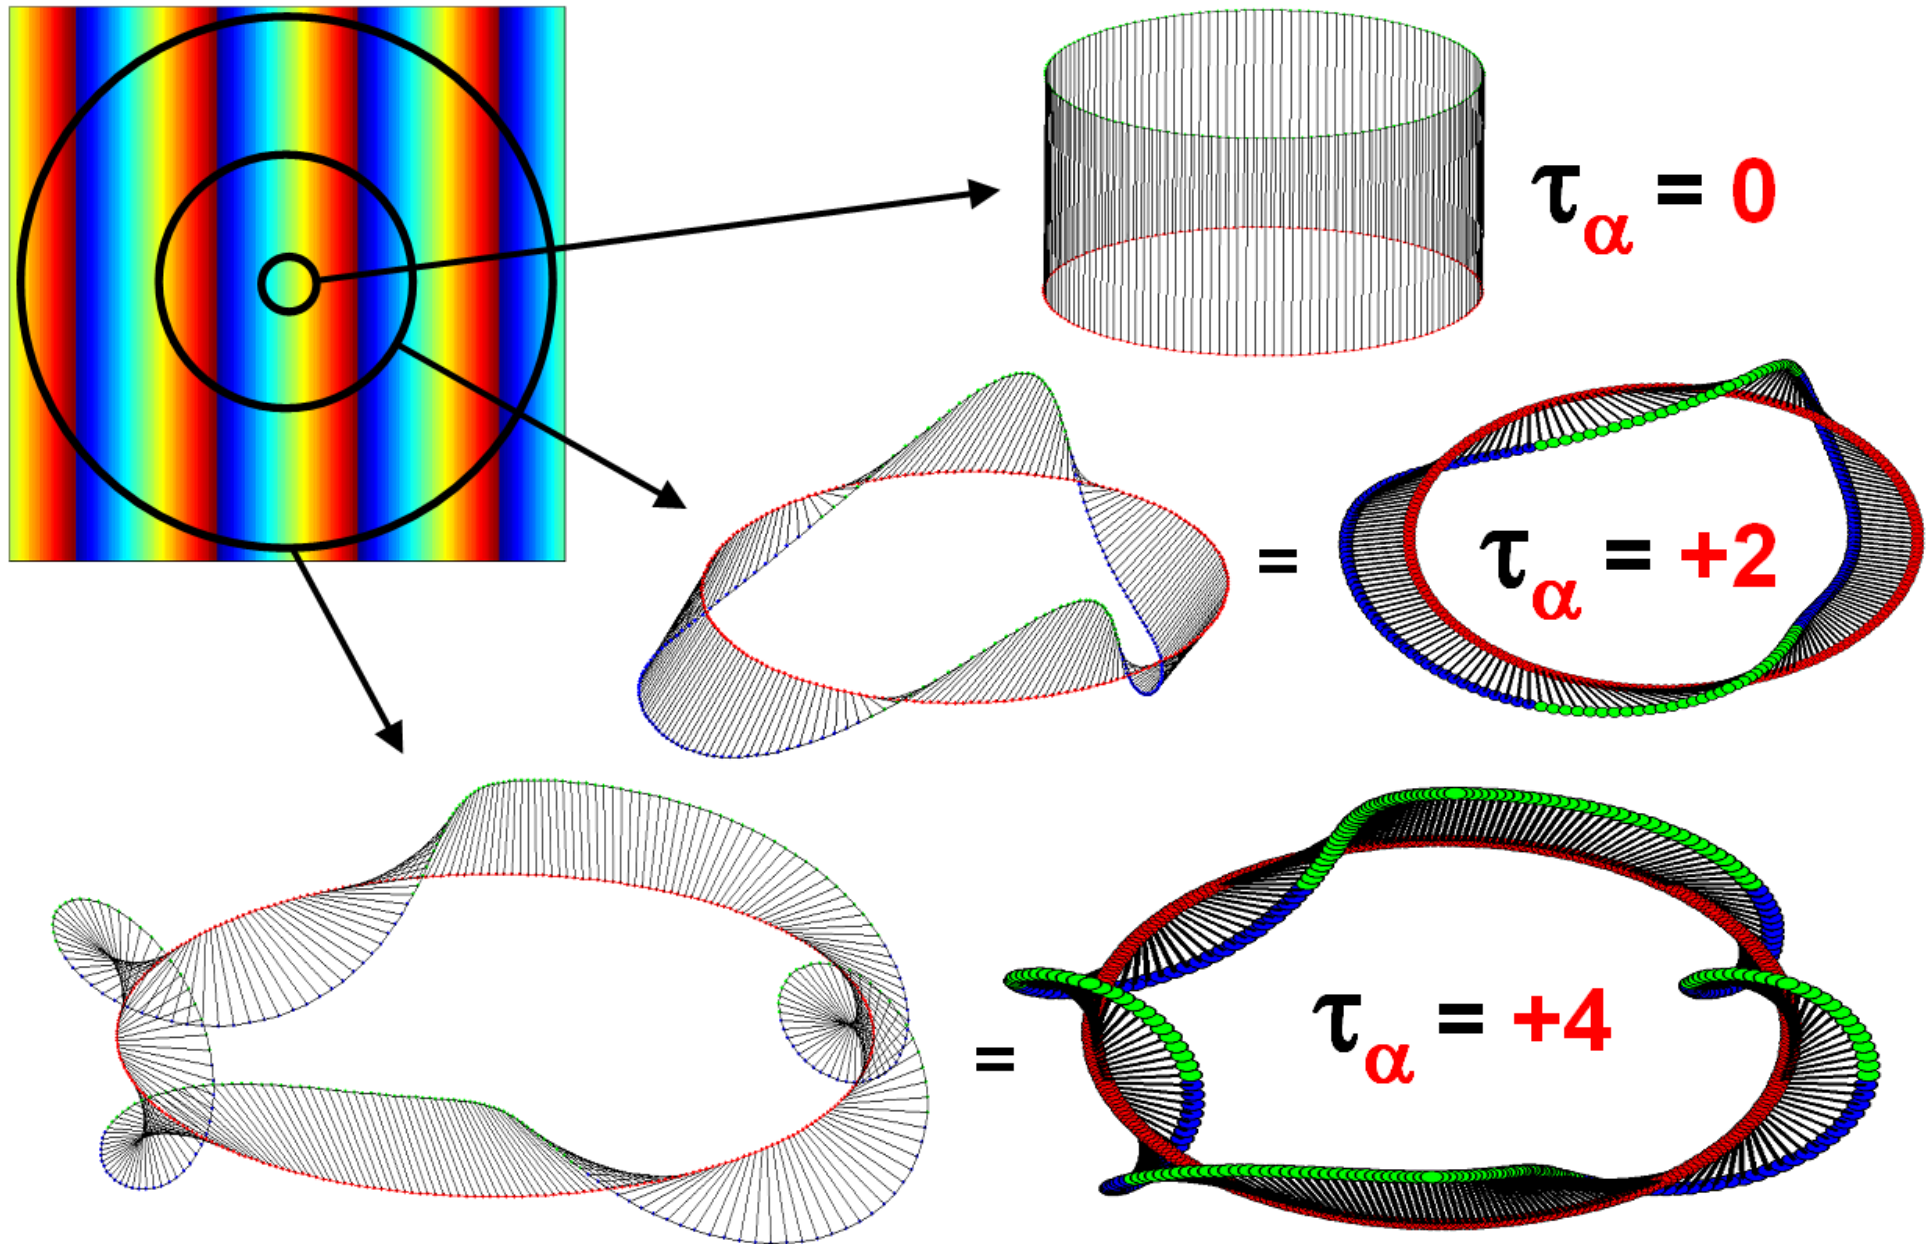 τα = 0
=
τα = +2
=
τα = +4